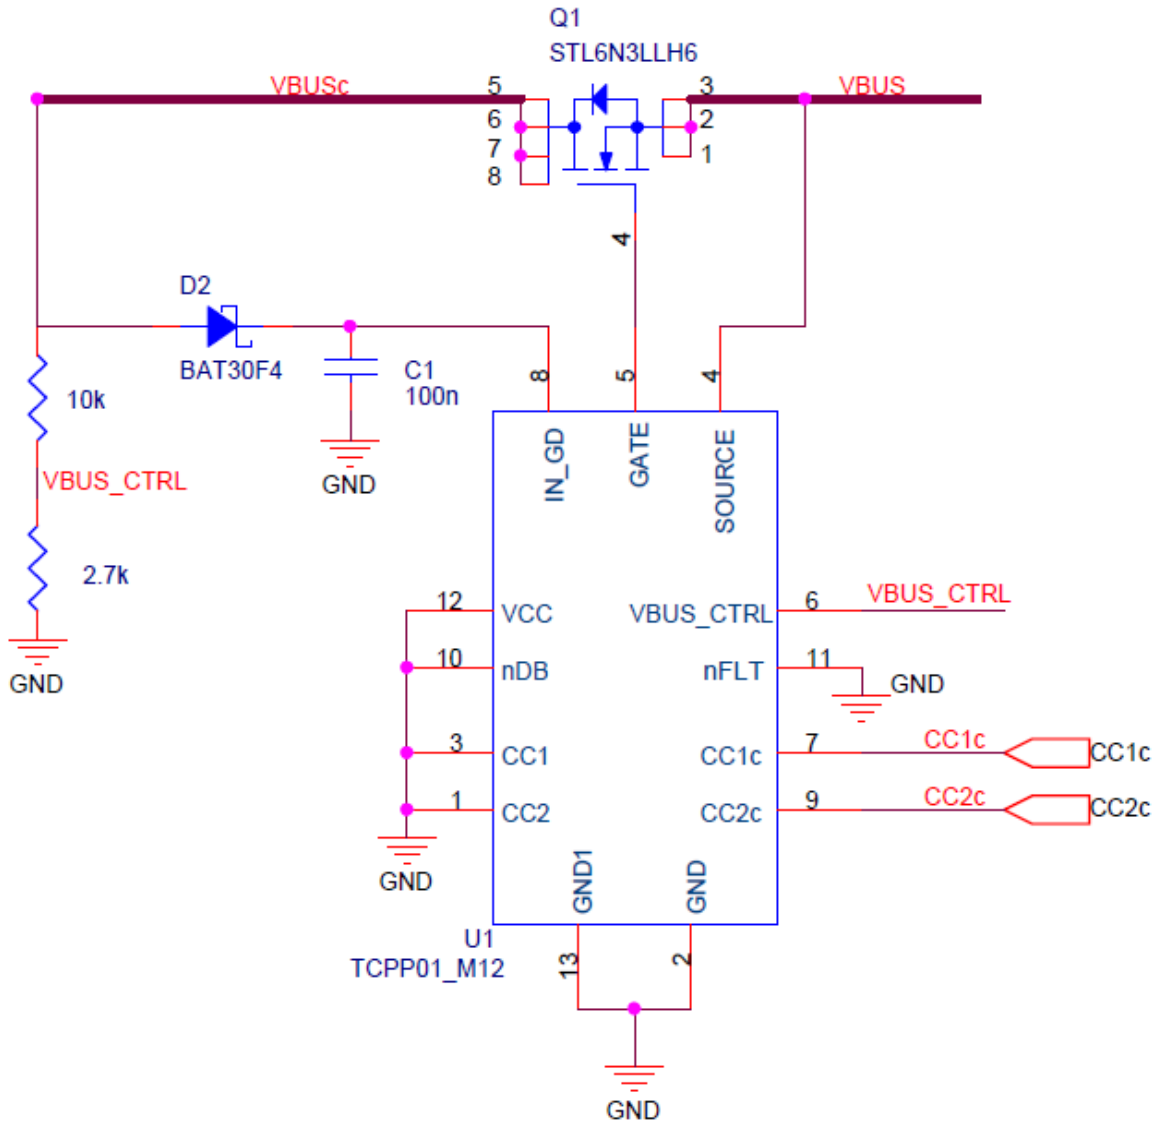 Q1
STL6N3LLH6
VBUSc
5
3
VBUS
6
2
7
1
8
4
D2
BAT30F4
C1
100n
GND
10k
VBUS_CTRL
2.7k
GND
8
5
4
IN_GD
GATE
SOURCE
12
VCC
VBUS_CTRL
6
VBUS_CTRL
10
nDB
nFLT
11
GND
3
CC1
CC1c
7
CC1c
CC1c
1
CC2
CC2c
9
CC2c
CC2c
GND
GND1
GND
U1
TCPP01_M12
13
2
GND